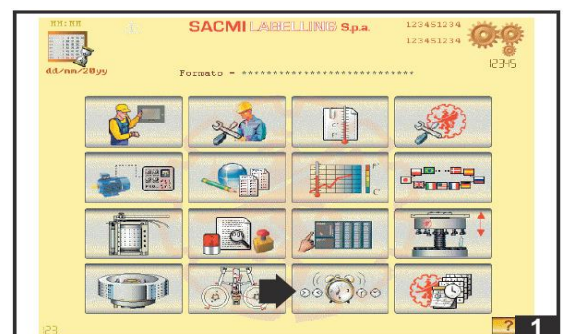 HH:MM
SACMI LABELLING S.p.a.
123451234
123451234
12345
dd/mm/20yy
Formato = ****************************
F°
C°
123
?
1